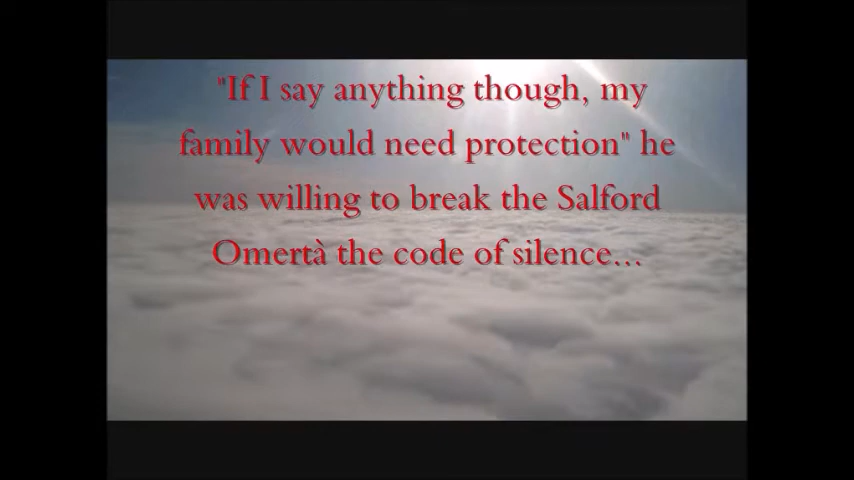 "If I say anything though, my
family would need protection" he
was willing to break the Salford
Omertà the code of silence...